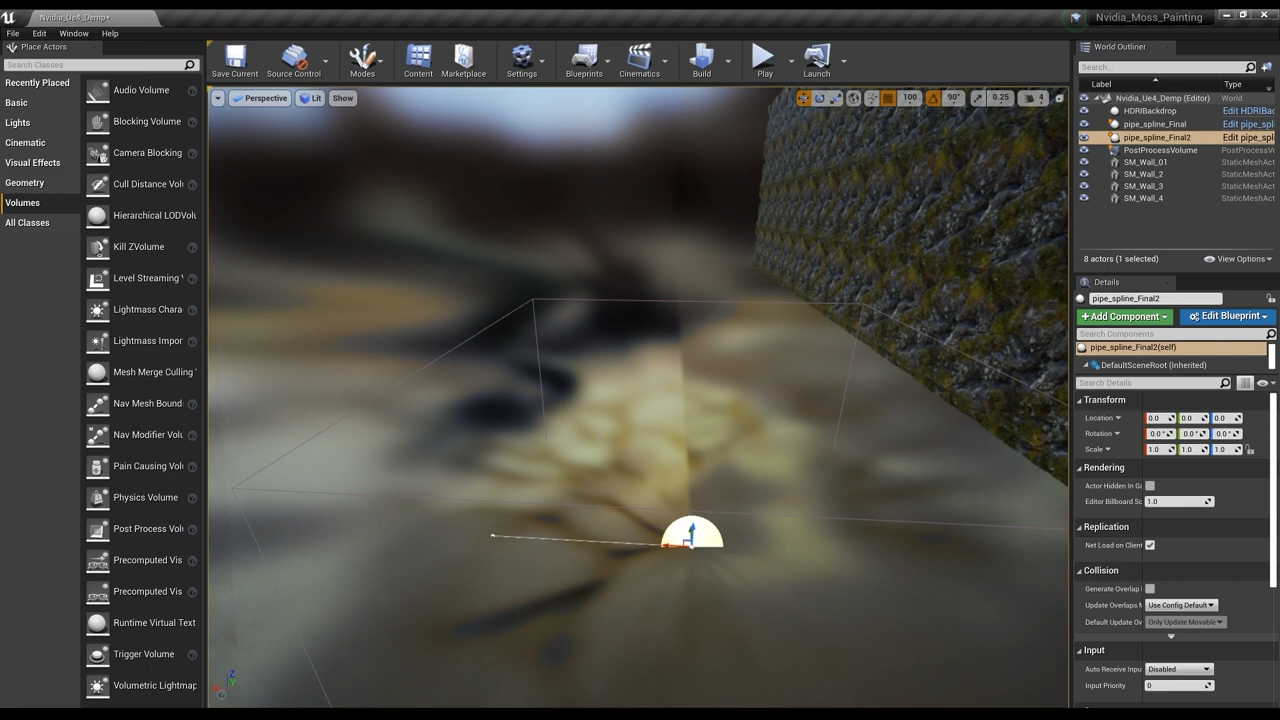 Nvidia_Ue4_Demp*
Nvidia_Moss_Painting
File Edit Window Help
Place Actors
Search Classes
Recently Placed
Basic
Lights
Cinematic
Visual Effects
Geometry
Volumes
All Classes
Audio Volume
Blocking Volume
Camera Blocking
Cull Distance Vol
Hierarchical LODVolu
Kill ZVolume
Level Streaming V
Lightmass Chara
Lightmass Impor
Mesh Merge Culling V
Nav Mesh Bound
Nav Modifier Volu
Pain Causing Volu
Physics Volume
Post Process Volu
Precomputed Vis
Precomputed Vis
Runtime Virtual Text
Trigger Volume
Volumetric Lightmap
Save Current Source Control Modes Content Marketplace Settings Blueprints Cinematics Build Play Launch
Perspective Lit Show
100 90° 0.25 4
Z
Y
World Outliner
Search...
Label Type
Nvidia_Ue4_Demp (Editor) World
HDRIBackdrop Edit HDRIBac
pipe_spline_Final Edit pipe_spl
pipe_spline_Final2 Edit pipe_spl
PostProcessVolume PostProcessVo
SM_Wall_01 StaticMeshAct
SM_Wall_2 StaticMeshAct
SM_Wall_3 StaticMeshAct
SM_Wall_4 StaticMeshAct
8 actors (1 selected) View Options
Details
pipe_spline_Final2
+ Add Component Edit Blueprint
Search Components
pipe_spline_Final2(self)
DefaultSceneRoot (Inherited)
Search Details
Transform
Location 0.0 0.0 0.0
Rotation 0.0° 0.0° 0.0°
Scale 1.0 1.0 1.0
Rendering
Actor Hidden In Ga
Editor Billboard Sc 1.0
Replication
Net Load on Client
Collision
Generate Overlap
Update Overlaps M Use Config Default
Default Update Ov Only Update Movable
Input
Auto Receive Inpu Disabled
Input Priority 0